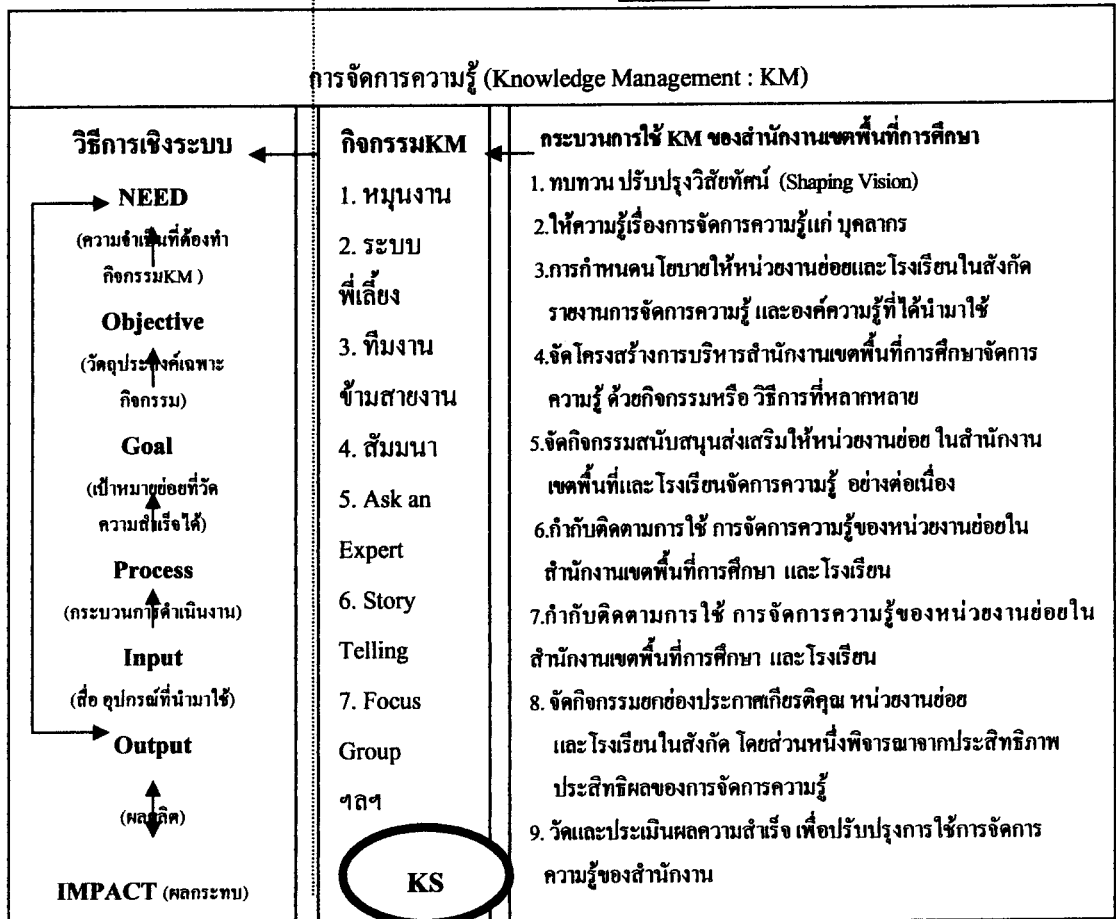 การจัดการความรู้ (Knowledge Management : KM)
วิธีการเชิงระบบ
NEED
(ความจำเป็นที่ต้องทำ
กิจกรรมKM )
Objective
(วัตถุประสงค์เฉพาะ
กิจกรรม)
Goal
(เป้าหมายย่อยที่วัด
ความสำเร็จได้)
Process
(กระบวนการดำเนินงาน)
Input
(สื่อ อุปกรณ์ที่นำมาใช้)
Output
(ผลผลิต)
IMPACT (ผลกระทบ)
กิจกรรมKM
1. หมุนงาน
2. ระบบ
พี่เลี้ยง
3. ทีมงาน
ข้ามสายงาน
4. สัมมนา
5. Ask an
Expert
6. Story
Telling
7. Focus
Group
ฯลฯ
KS
กระบวนการใช้ KM ของสำนักงานเขตพื้นที่การศึกษา
1. ทบทวน ปรับปรุงวิสัยทัศน์ (Shaping Vision)
2.ให้ความรู้เรื่องการจัดการความรู้แก่ บุคลากร
3.การกำหนดนโยบายให้หน่วยงานย่อยและโรงเรียนในสังกัด
รายงานการจัดการความรู้ และองค์ความรู้ที่ได้นำมาใช้
4.จัดโครงสร้างการบริหารสำนักงานเขตพื้นที่การศึกษาจัดการ
ความรู้ ด้วยกิจกรรมหรือ วิธีการที่หลากหลาย
5.จัดกิจกรรมสนับสนุนส่งเสริมให้หน่วยงานย่อย ในสำนักงาน
เขตพื้นที่และโรงเรียนจัดการความรู้ อย่างต่อเนื่อง
6.กำกับติดตามการใช้ การจัดการความรู้ของหน่วยงานย่อยใน
สำนักงานเขตพื้นที่การศึกษา และโรงเรียน
7.กำกับติดตามการใช้ การจัดการความรู้ของหน่วยงานย่อยใน
สำนักงานเขตพื้นที่การศึกษา และโรงเรียน
8. จัดกิจกรรมยกย่องประกาศเกียรติคุณ หน่วยงานย่อย
และโรงเรียนในสังกัด โดยส่วนหนึ่งพิจารณาจากประสิทธิภาพ
ประสิทธิผลของการจัดการความรู้
9. วัดและประเมินผลความสำเร็จ เพื่อปรับปรุงการใช้การจัดการ
ความรู้ของสำนักงาน